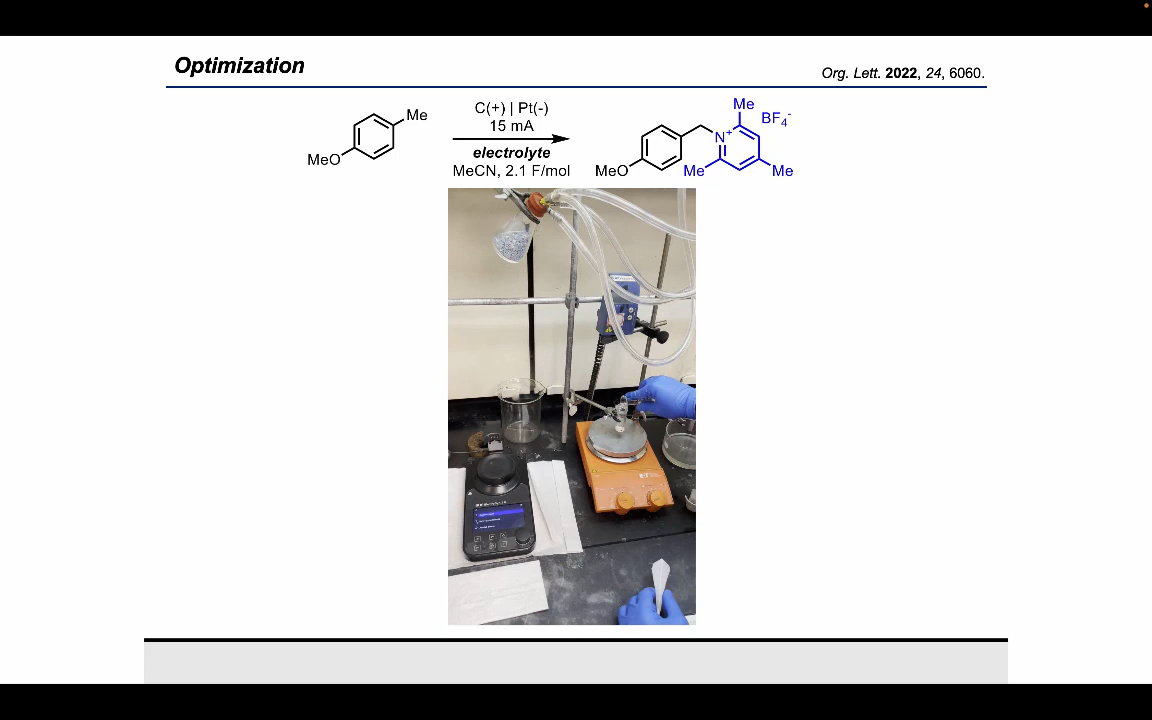 Optimization
Org. Lett. 2022, 24, 6060.
Me
MeO
C(+) | Pt(-)
15 mA
electrolyte
MeCN, 2.1 F/mol
Me
BF4-
N+
MeO
Me
Me